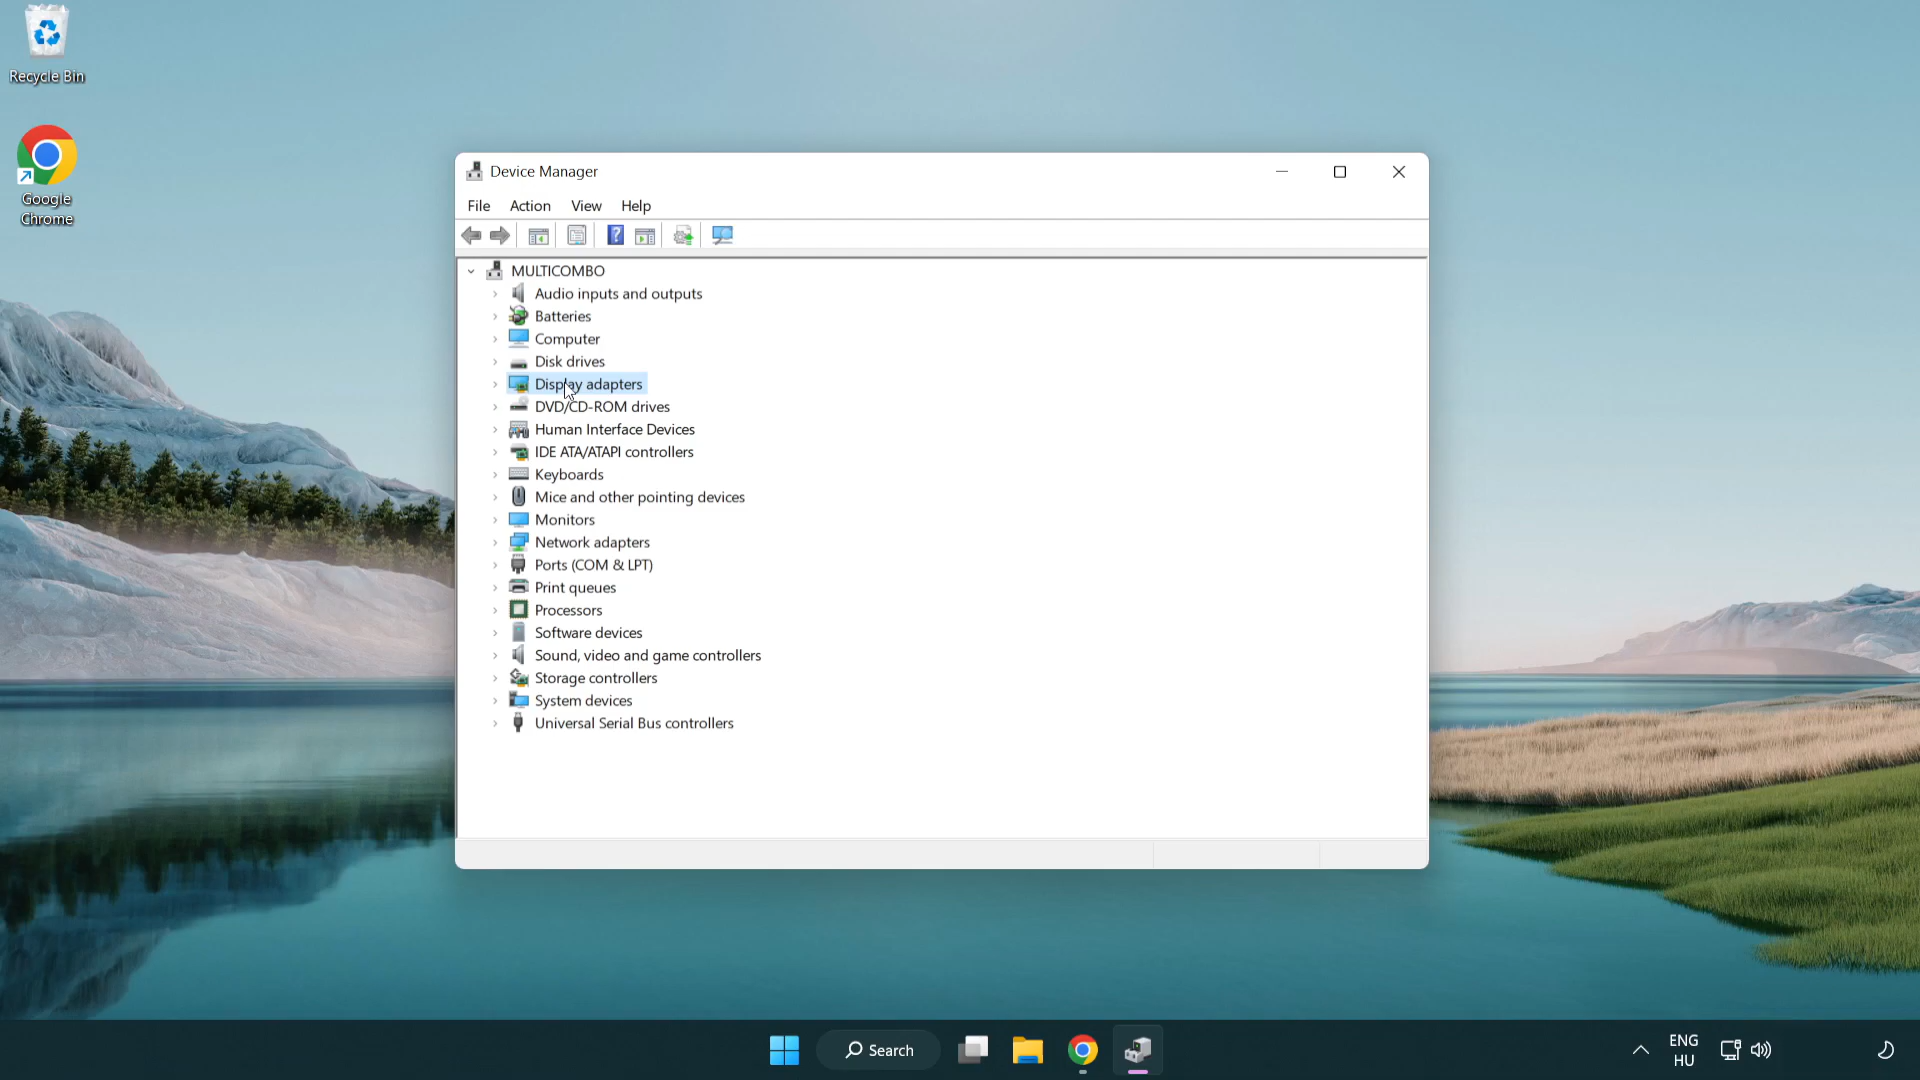 Recycle Bin
Google
Chrome
Device Manager
File Action View Help
MULTICOMBO
Audio inputs and outputs
Batteries
Computer
Disk drives
Display adapters
DVD/CD-ROM drives
Human Interface Devices
IDE ATA/ATAPI controllers
Keyboards
Mice and other pointing devices
Monitors
Network adapters
Ports (COM & LPT)
Print queues
Processors
Software devices
Sound, video and game controllers
Storage controllers
System devices
Universal Serial Bus controllers
Search
ENG
HU